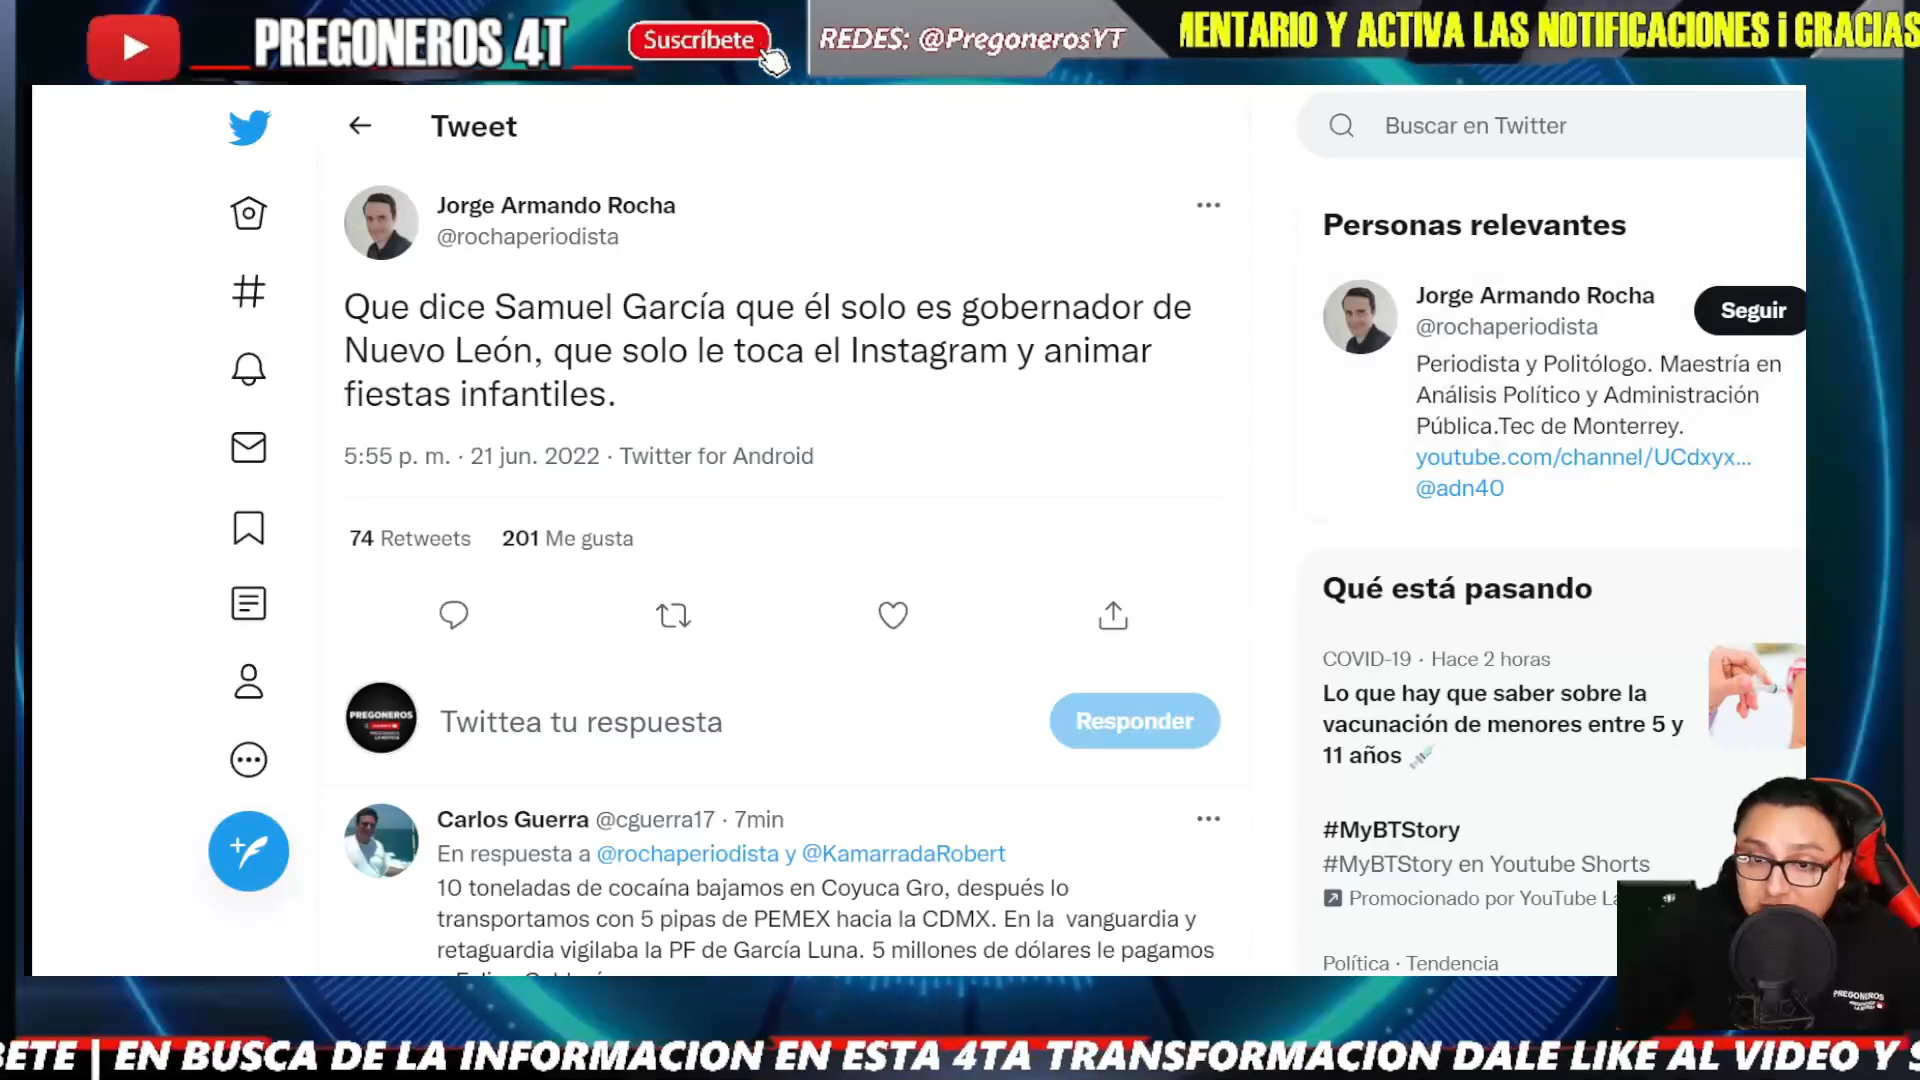 PREGONEROS 4T
Suscríbete
REDES: @PregonerosYT
MENTARIO Y ACTIVA LAS NOTIFICACIONES ¡ GRACIAS
Tweet
Buscar en Twitter
Jorge Armando Rocha
@rochaperiodista
Que dice Samuel García que él solo es gobernador de
Nuevo León, que solo le toca el Instagram y animar
fiestas infantiles.
5:55 p. m. · 21 jun. 2022 · Twitter for Android
74 Retweets 201 Me gusta
PREGONEROS
Twittea tu respuesta
Responder
Carlos Guerra @cguerra17 · 7min
En respuesta a @rochaperiodista y @KamarradaRobert
10 toneladas de cocaína bajamos en Coyuca Gro, después lo
transportamos con 5 pipas de PEMEX hacia la CDMX. En la vanguardia y
retaguardia vigilaba la PF de García Luna. 5 millones de dólares le pagamos
Personas relevantes
Jorge Armando Rocha
@rochaperiodista
Seguir
Periodista y Politólogo. Maestría en
Análisis Político y Administración
Pública.Tec de Monterrey.
youtube.com/channel/UCdxyx...
@adn40
Qué está pasando
COVID-19 · Hace 2 horas
Lo que hay que saber sobre la
vacunación de menores entre 5 y
11 años
#MyBTStory
#MyBTStory en Youtube Shorts
Promocionado por YouTube La
Política · Tendencia
PREGONEROS
BETE | EN BUSCA DE LA INFORMACION EN ESTA 4TA TRANSFORMACION DALE LIKE AL VIDEO Y S